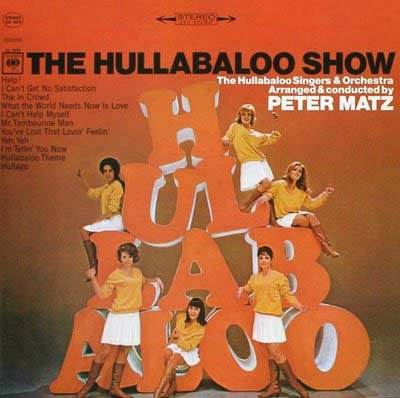 STEREO
THE HULLABALOO SHOW
The Hullabaloo Singers & Orchestra
Arranged & conducted by
PETER MATZ
Help!
I Can't Get No Satisfaction
The In Crowd
What the World Needs Now Is Love
I Can't Help Myself
Mr. Tambourine Man
You've Lost That Lovin' Feelin'
Yeh, Yeh
I'm Tellin' You Now
Hullabaloo Theme
Hullago
HUL
LAB
ALOO